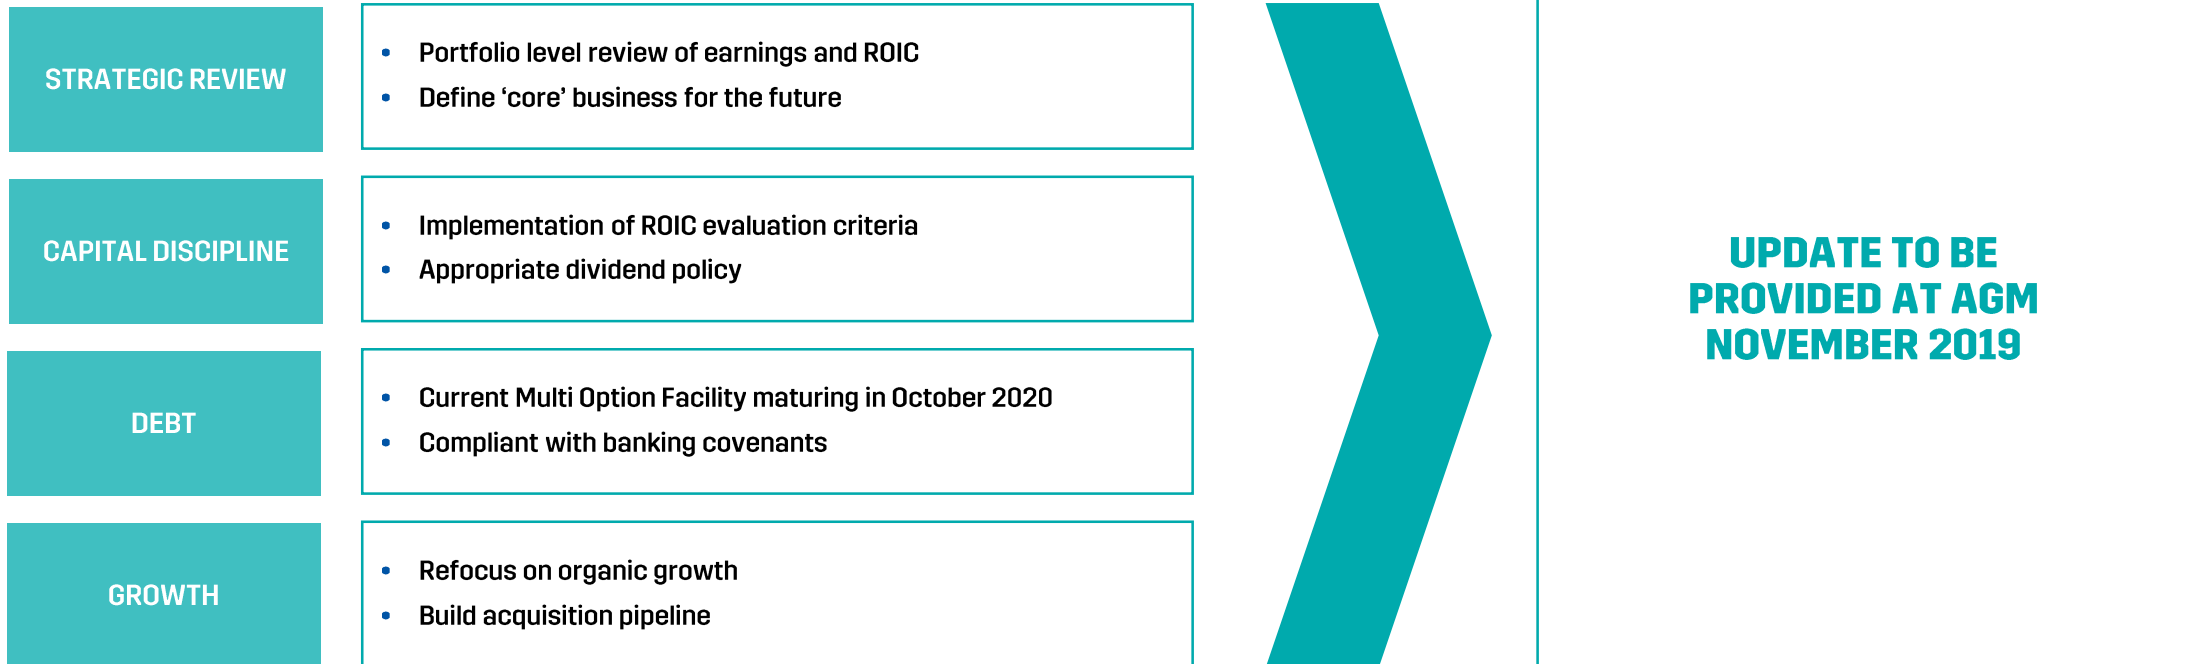 STRATEGIC REVIEW
• Portfolio level review of earnings and ROIC
• Define ‘core’ business for the future
CAPITAL DISCIPLINE
• Implementation of ROIC evaluation criteria
• Appropriate dividend policy
DEBT
• Current Multi Option Facility maturing in October 2020
• Compliant with banking covenants
GROWTH
• Refocus on organic growth
• Build acquisition pipeline
UPDATE TO BE
PROVIDED AT AGM
NOVEMBER 2019